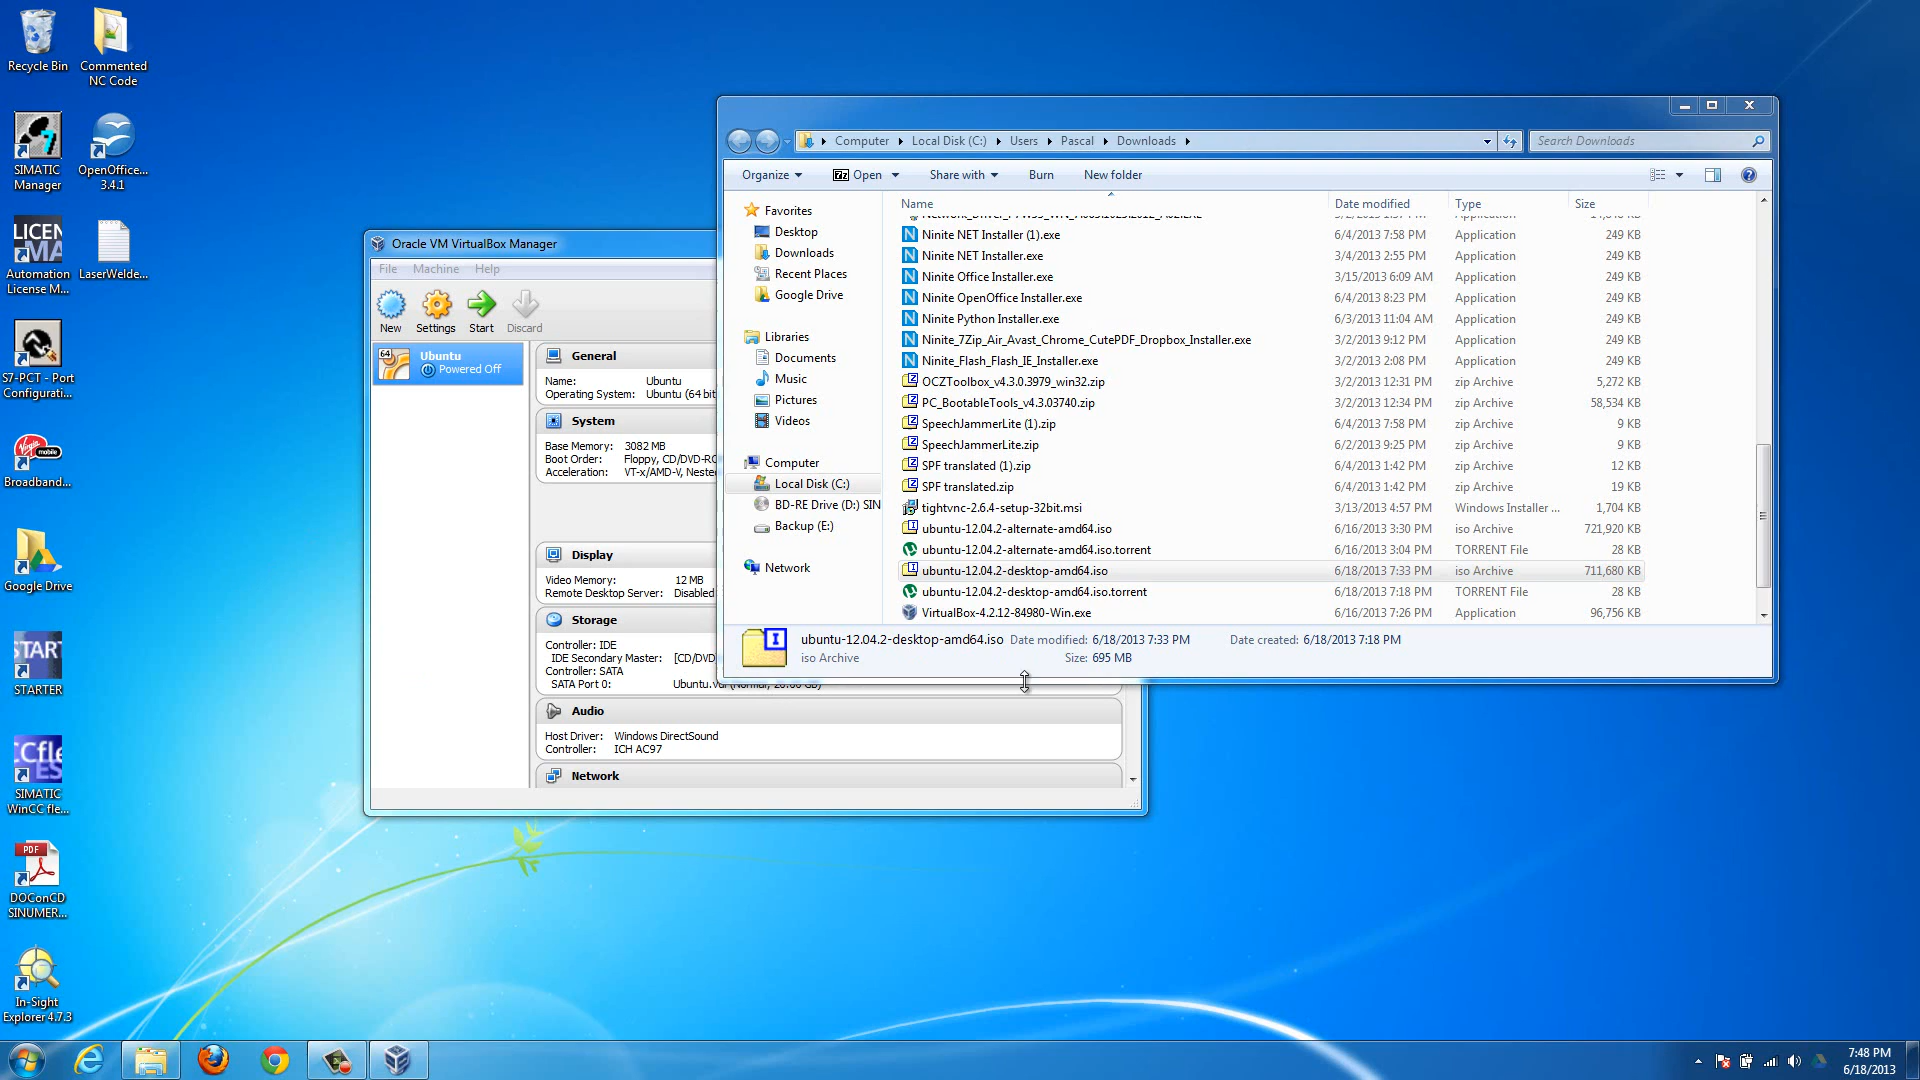 Recycle Bin
Commented
NC Code
SIMATIC
Manager
OpenOffice...
3.4.1
LICEN
MA
Automation
License M...
LaserWelde...
S7-PCT - Port
Configurati...
Virgin
mobile
Broadband...
Google Drive
START
STARTER
CCfle
ES
SIMATIC
WinCC fle...
PDF
DOConCD
SINUMER...
In-Sight
Explorer 4.7.3
Oracle VM VirtualBox Manager
File Machine Help
New Settings Start Discard
64
Ubuntu
Powered Off
General
Name: Ubuntu
Operating System: Ubuntu (64 bit
System
Base Memory: 3082 MB
Boot Order: Floppy, CD/DVD-RO
Acceleration: VT-x/AMD-V, Neste
Display
Video Memory: 12 MB
Remote Desktop Server: Disabled
Storage
Controller: IDE
IDE Secondary Master: [CD/DVD
Controller: SATA
SATA Port 0: Ubuntu.vdi (Normal, 20.00 GB)
Audio
Host Driver: Windows DirectSound
Controller: ICH AC97
Network
Computer Local Disk (C:) Users Pascal Downloads
Search Downloads
Organize Open Share with Burn New folder
Favorites
Desktop
Downloads
Recent Places
Google Drive
Libraries
Documents
Music
Pictures
Videos
Computer
Local Disk (C:)
BD-RE Drive (D:) SIN
Backup (E:)
Network
Name Date modified Type Size
Ninite NET Installer (1).exe 6/4/2013 7:58 PM Application 249 KB
Ninite NET Installer.exe 3/4/2013 2:55 PM Application 249 KB
Ninite Office Installer.exe 3/15/2013 6:09 AM Application 249 KB
Ninite OpenOffice Installer.exe 6/4/2013 8:23 PM Application 249 KB
Ninite Python Installer.exe 6/3/2013 11:04 AM Application 249 KB
Ninite_7Zip_Air_Avast_Chrome_CutePDF_Dropbox_Installer.exe 3/2/2013 9:12 PM Application 249 KB
Ninite_Flash_Flash_IE_Installer.exe 3/2/2013 2:08 PM Application 249 KB
OCZToolbox_v4.3.0.3979_win32.zip 3/2/2013 12:31 PM zip Archive 5,272 KB
PC_BootableTools_v4.3.03740.zip 3/2/2013 12:34 PM zip Archive 58,534 KB
SpeechJammerLite (1).zip 6/4/2013 7:58 PM zip Archive 9 KB
SpeechJammerLite.zip 6/2/2013 9:25 PM zip Archive 9 KB
SPF translated (1).zip 6/4/2013 1:42 PM zip Archive 12 KB
SPF translated.zip 6/4/2013 1:42 PM zip Archive 19 KB
tightvnc-2.6.4-setup-32bit.msi 3/13/2013 4:57 PM Windows Installer ... 1,704 KB
ubuntu-12.04.2-alternate-amd64.iso 6/16/2013 3:30 PM iso Archive 721,920 KB
ubuntu-12.04.2-alternate-amd64.iso.torrent 6/16/2013 3:04 PM TORRENT File 28 KB
ubuntu-12.04.2-desktop-amd64.iso 6/18/2013 7:33 PM iso Archive 711,680 KB
ubuntu-12.04.2-desktop-amd64.iso.torrent 6/18/2013 7:18 PM TORRENT File 28 KB
VirtualBox-4.2.12-84980-Win.exe 6/16/2013 7:26 PM Application 96,756 KB
ubuntu-12.04.2-desktop-amd64.iso Date modified: 6/18/2013 7:33 PM Date created: 6/18/2013 7:18 PM
iso Archive Size: 695 MB
7:48 PM
6/18/2013